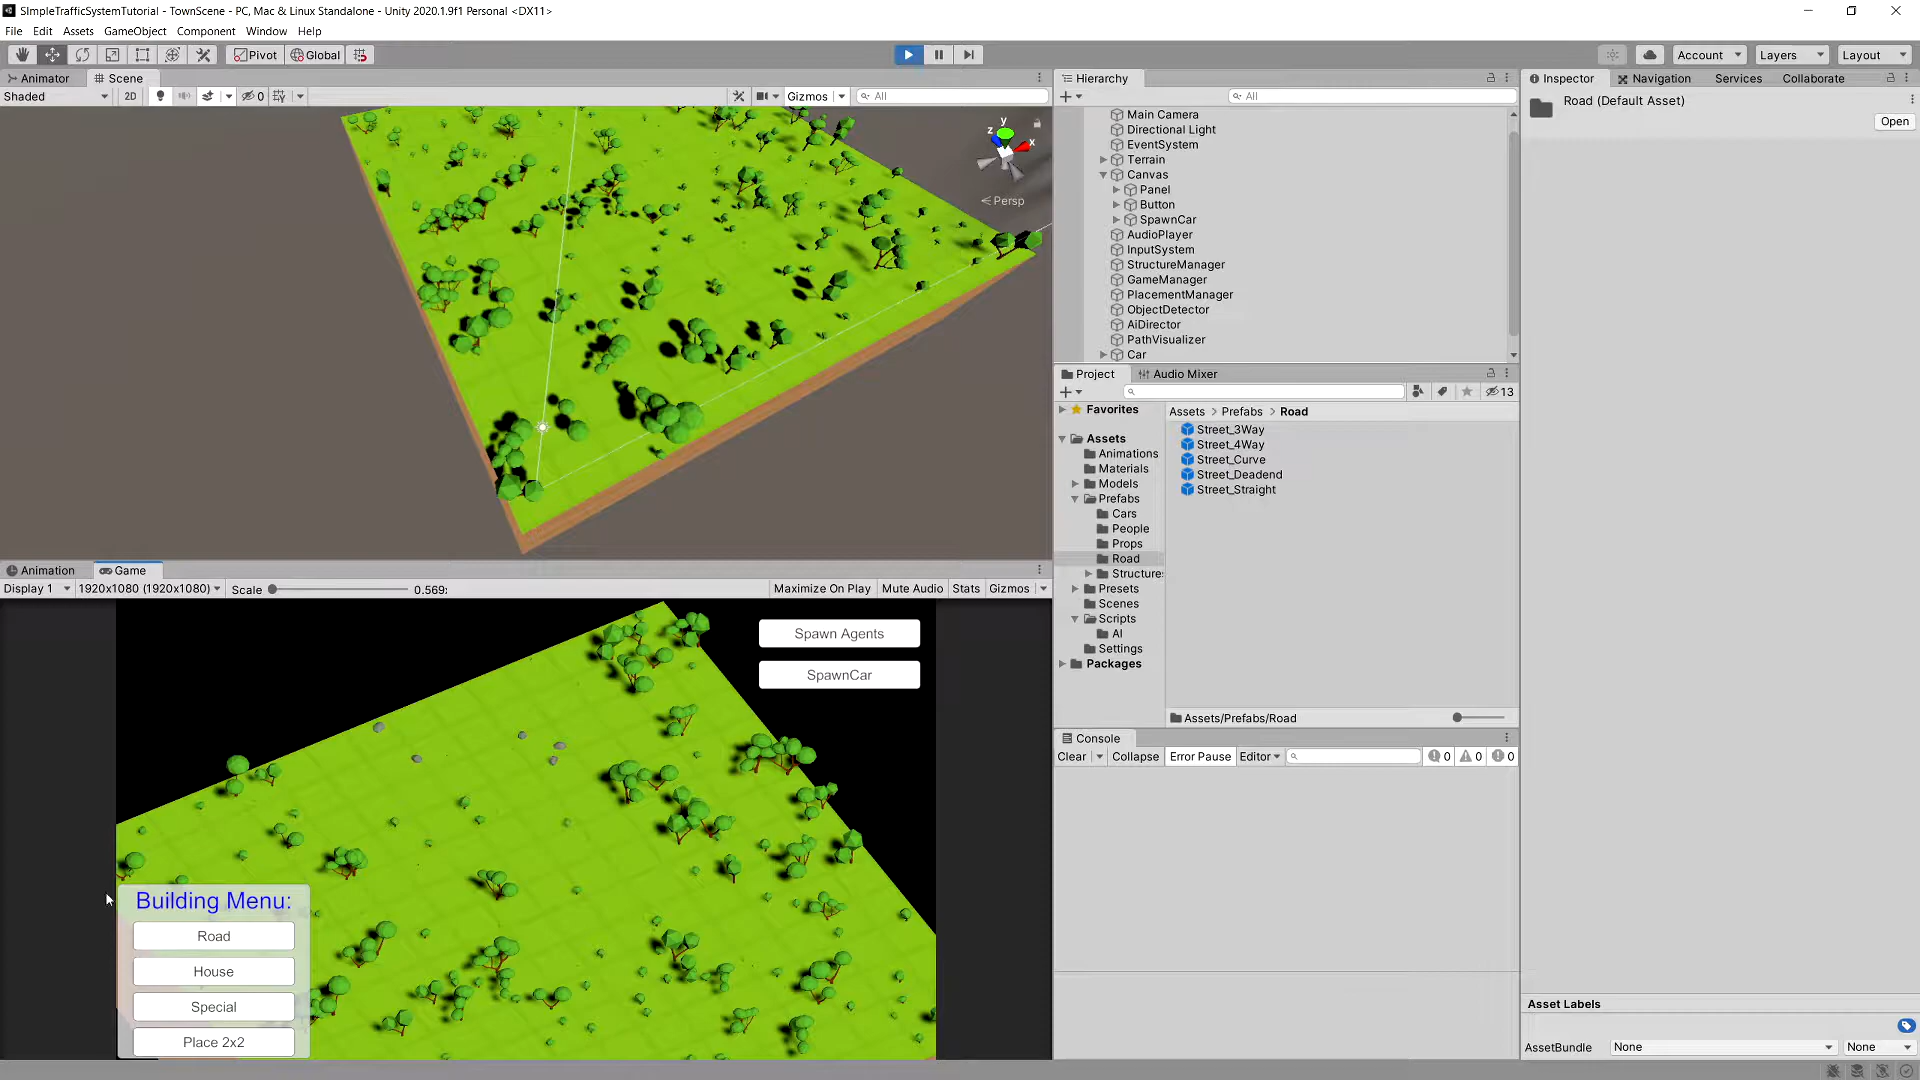 SImpleTrafficSystemTutorial - TownScene - PC, Mac & Linux Standalone - Unity 2020.1.9f1 Personal <DX11>
File Edit Assets GameObject Component Window Help
Pivot Global Account Layers Layout
Animator Scene
Shaded 2D 0 Gizmos All
y
z
x
Persp
Hierarchy
All
Main Camera
Directional Light
EventSystem
Terrain
Canvas
Panel
Button
SpawnCar
AudioPlayer
InputSystem
StructureManager
GameManager
PlacementManager
ObjectDetector
AiDirector
PathVisualizer
Car
Inspector Navigation Services Collaborate
Road (Default Asset)
Open
Project Audio Mixer
13
Favorites
Assets
Animations
Materials
Models
Prefabs
Cars
People
Props
Road
Structure
Presets
Scenes
Scripts
AI
Settings
Packages
Assets > Prefabs > Road
Street_3Way
Street_4Way
Street_Curve
Street_Deadend
Street_Straight
Assets/Prefabs/Road
Console
Clear Collapse Error Pause Editor 0 0 0
Animation Game
Display 1 1920x1080 (1920x1080) Scale 0.569: Maximize On Play Mute Audio Stats Gizmos
Spawn Agents
SpawnCar
Building Menu:
Road
House
Special
Place 2x2
Asset Labels
AssetBundle None None